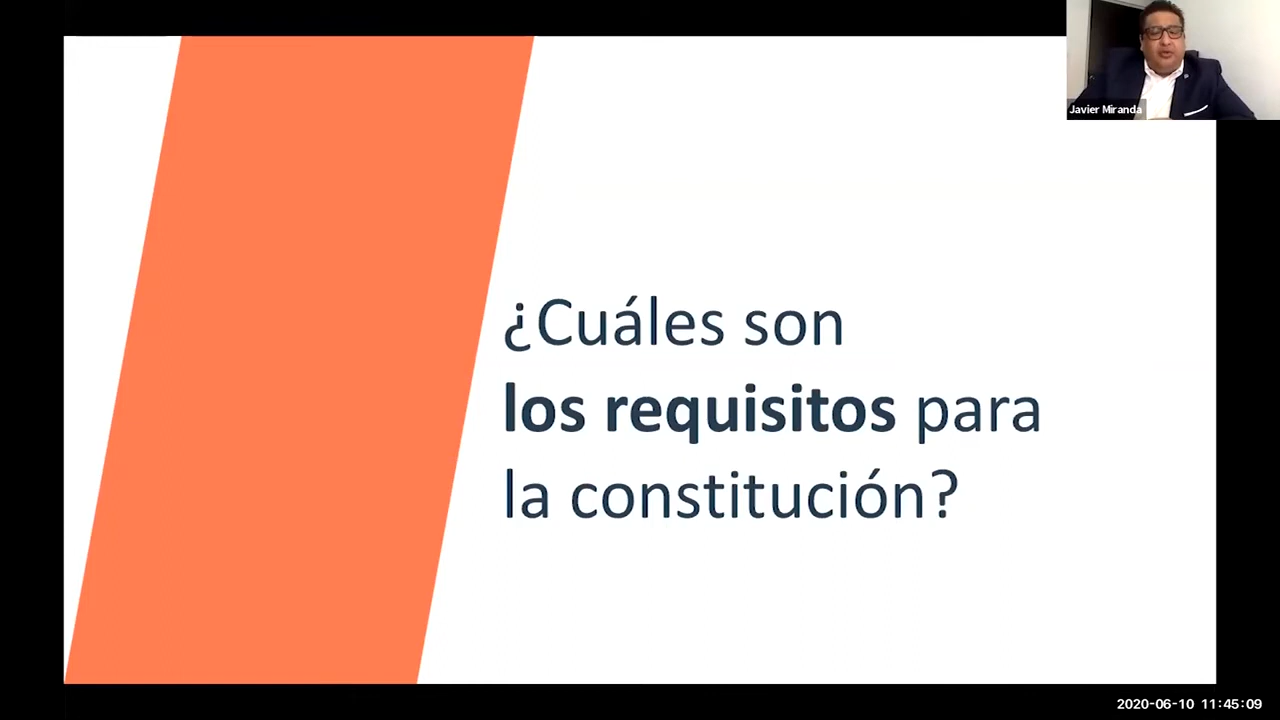 Javier Miranda
¿Cuáles son
los requisitos para
la constitución?
2020-06-10 11:45:09